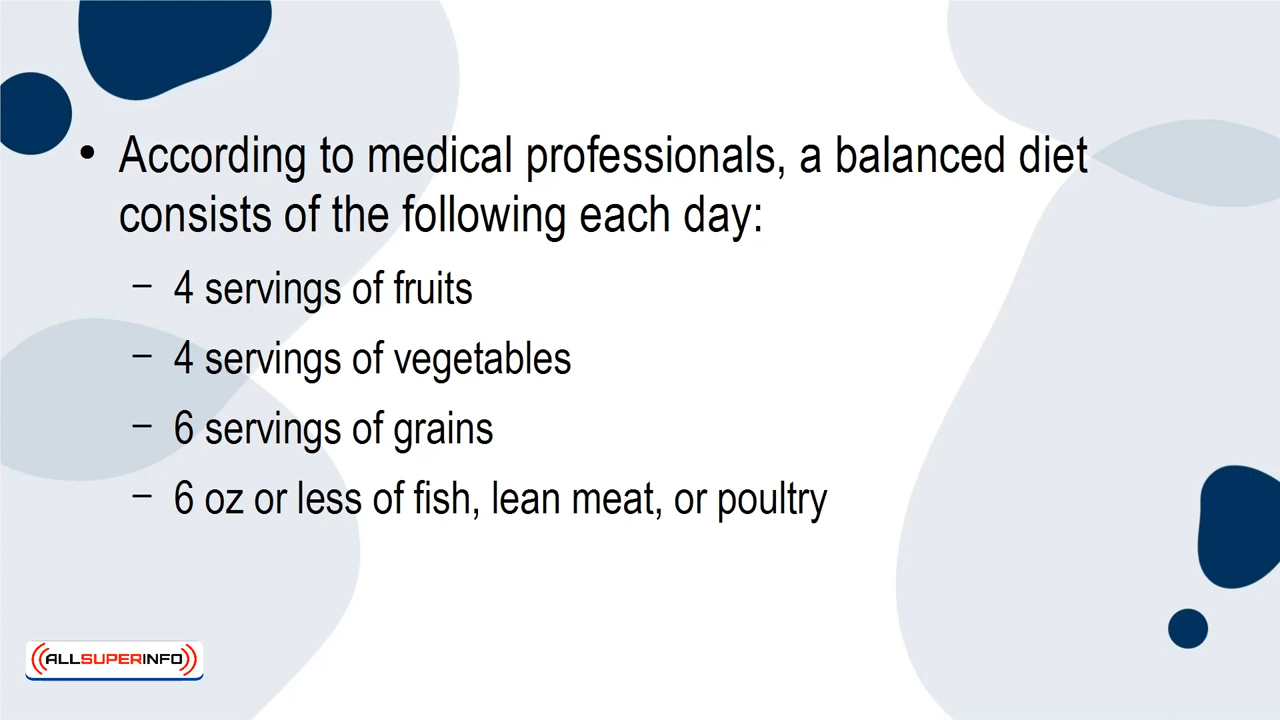 • According to medical professionals, a balanced diet
consists of the following each day:
– 4 servings of fruits
– 4 servings of vegetables
– 6 servings of grains
– 6 oz or less of fish, lean meat, or poultry
ALLSUPERINFO